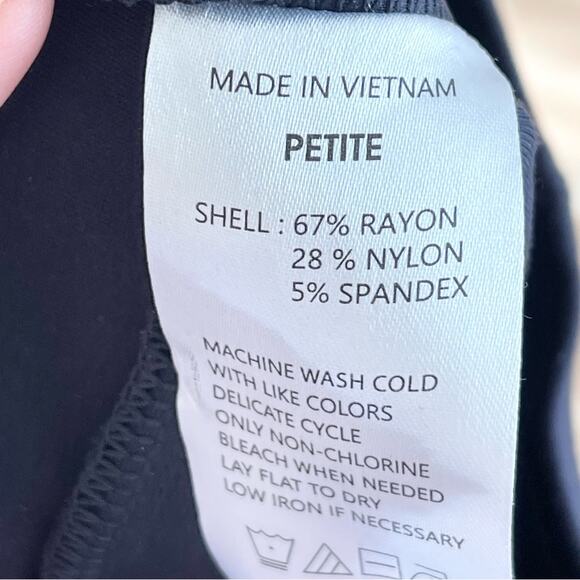 MADE IN VIETNAM
PETITE
SHELL : 67% RAYON
28 % NYLON
5% SPANDEX
MACHINE WASH COLD
WITH LIKE COLORS
DELICATE CYCLE
ONLY NON-CHLORINE
BLEACH WHEN NEEDED
LAY FLAT TO DRY
LOW IRON IF NECESSARY